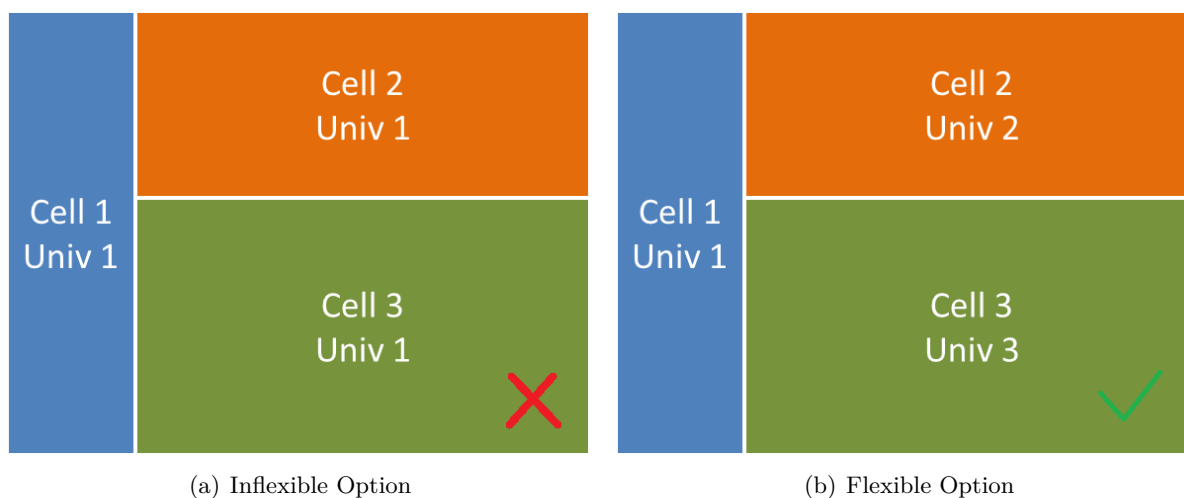 Cell 1
Univ 1
Cell 2
Univ 1
Cell 3
Univ 1
(a) Inflexible Option
Cell 1
Univ 1
Cell 2
Univ 2
Cell 3
Univ 3
(b) Flexible Option